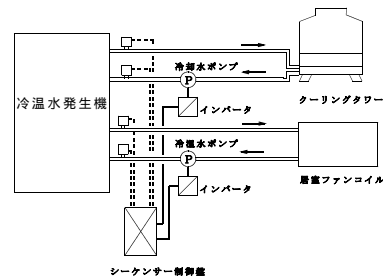 冷却水ポンプ
P
クーリングタワー
冷温水発生機
インバータ
冷温水ポンプ
P
居室ファンコイル
インバータ
シーケンサー制御盤